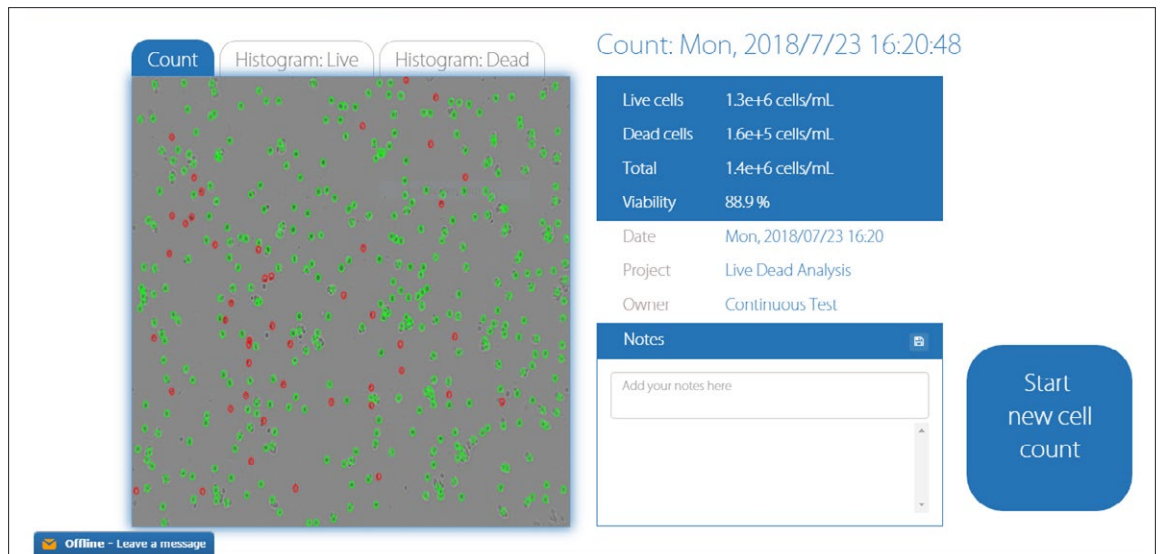 Count
Histogram: Live
Histogram: Dead
Count: Mon, 2018/7/23 16:20:48
Live cells 1.3e+6 cells/mL
Dead cells 1.6e+5 cells/mL
Total 1.4e+6 cells/mL
Viability 88.9 %
Date Mon, 2018/07/23 16:20
Project Live Dead Analysis
Owner Continuous Test
Notes
Add your notes here
Start
new cell
count
Offline - Leave a message